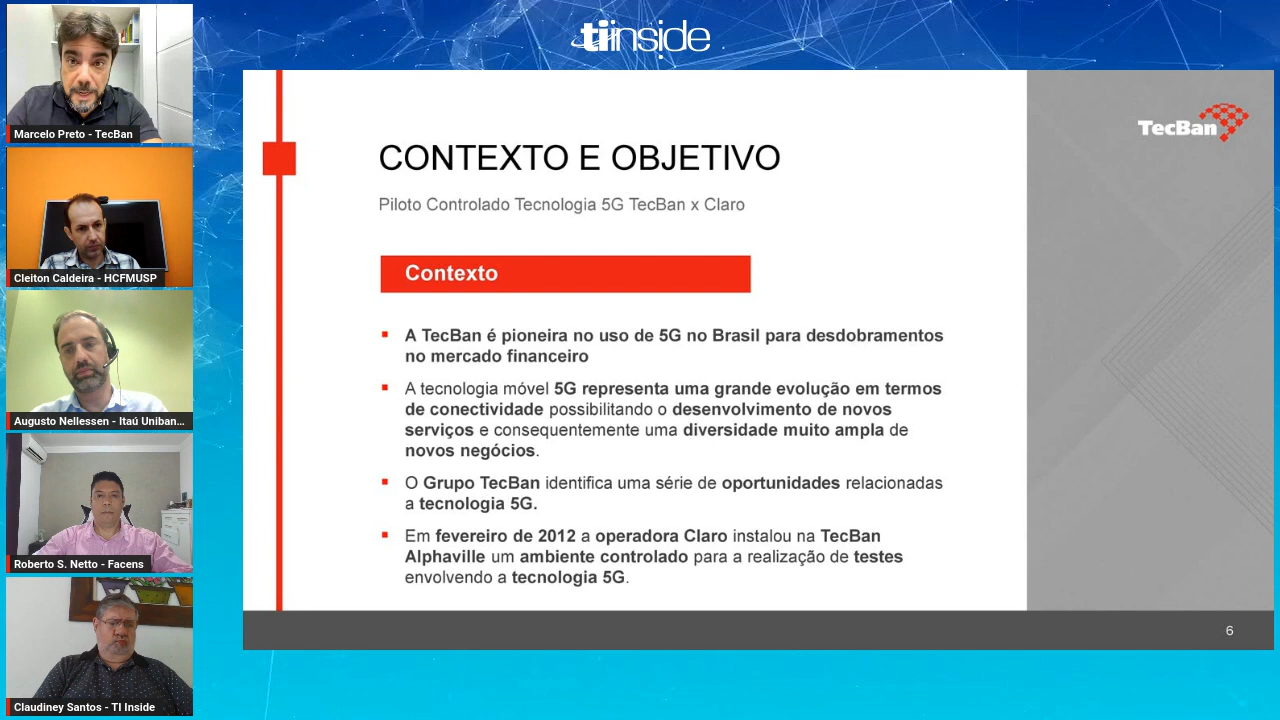 tiinside
Marcelo Preto - TecBan
Cleiton Caldeira - HCFMUSP
Augusto Nellessen - Itaú Uniban...
Roberto S. Netto - Facens
Claudiney Santos - TI Inside
TecBan
CONTEXTO E OBJETIVO
Piloto Controlado Tecnologia 5G TecBan x Claro
Contexto
A TecBan é pioneira no uso de 5G no Brasil para desdobramentos
no mercado financeiro
A tecnologia móvel 5G representa uma grande evolução em termos
de conectividade possibilitando o desenvolvimento de novos
serviços e consequentemente uma diversidade muito ampla de
novos negócios.
O Grupo TecBan identifica uma série de oportunidades relacionadas
a tecnologia 5G.
Em fevereiro de 2012 a operadora Claro instalou na TecBan
Alphaville um ambiente controlado para a realização de testes
envolvendo a tecnologia 5G.
6